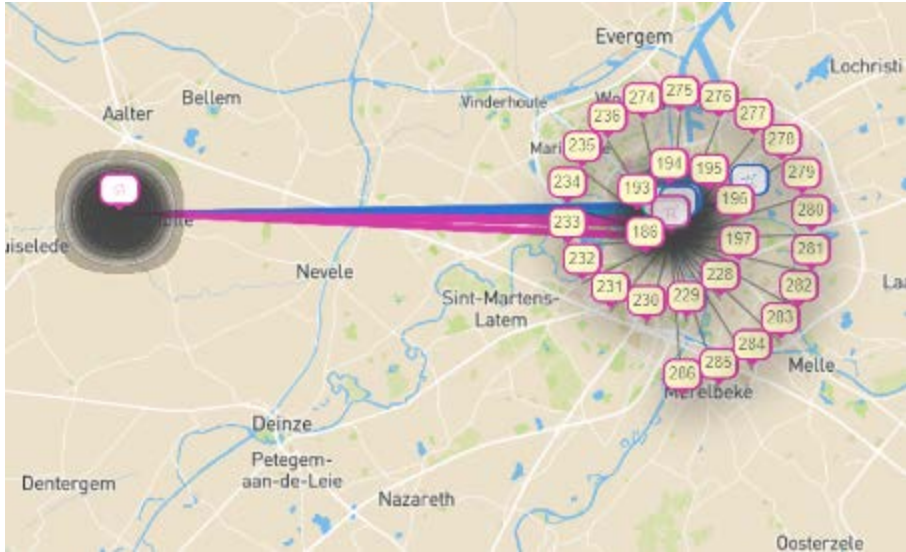 Evergem
Lochristi
Bellem
Aalter
Vinderhoute
274
275
276
236
277
235
278
194
195
279
234
193
196
280
233
186
197
281
232
228
282
231
230
229
283
284
285
286
Nevele
Sint-Martens-
Latem
Melle
Merelbeke
Deinze
Petegem-
aan-de-Leie
Dentergem
Nazareth
Oosterzele